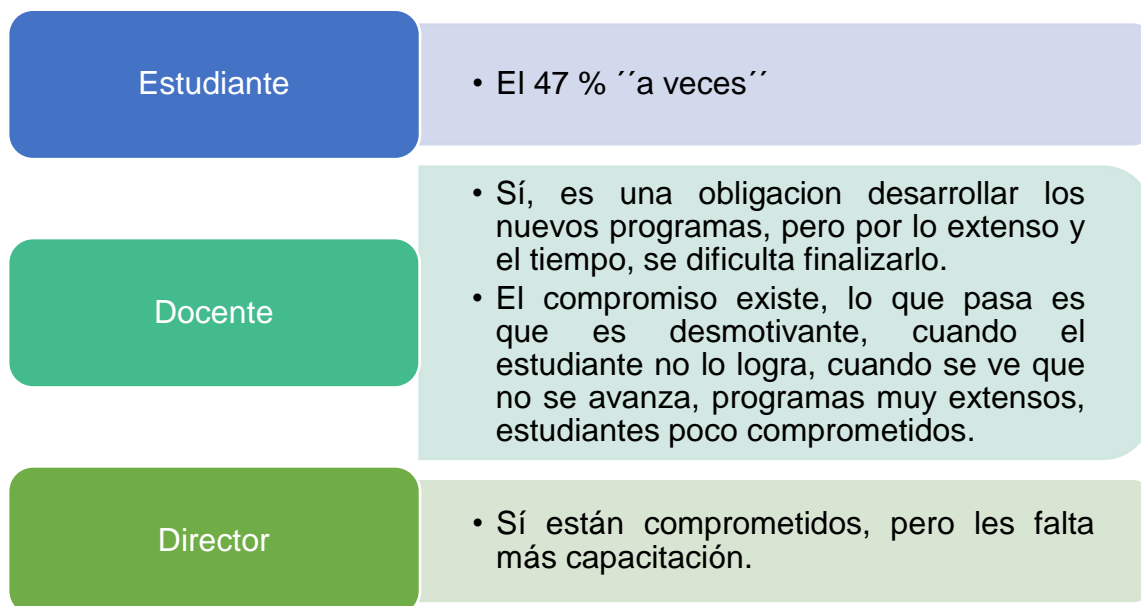 Estudiante
• El 47 % ´´a veces´´
Docente
• Sí, es una obligacion desarrollar los
nuevos programas, pero por lo extenso y
el tiempo, se dificulta finalizarlo.
• El compromiso existe, lo que pasa es
que es desmotivante, cuando el
estudiante no lo logra, cuando se ve que
no se avanza, programas muy extensos,
estudiantes poco comprometidos.
Director
• Sí están comprometidos, pero les falta
más capacitación.